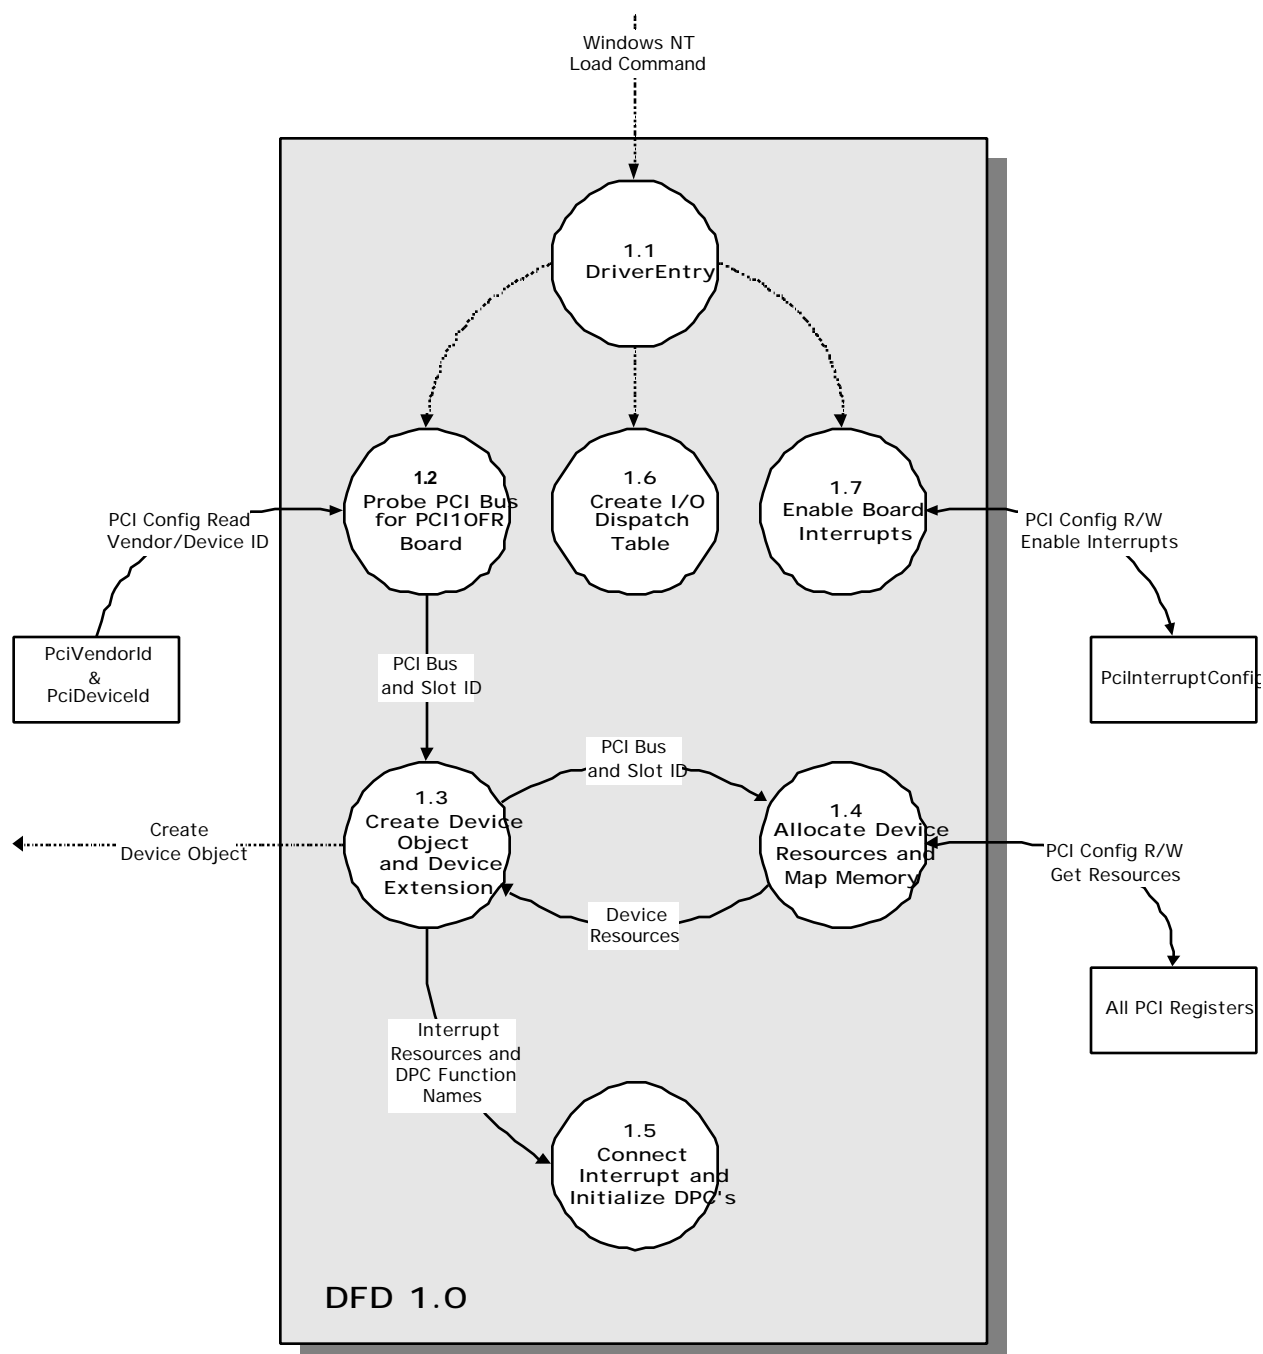 Windows NT
Load Command
1.1
DriverEntry
1.2
Probe PCI Bus
for PCI10FR
Board
1.6
Create I/O
Dispatch
Table
1.7
Enable Board
Interrupts
PCI Config Read
Vendor/Device ID
PCI Config R/W
Enable Interrupts
PciVendorId
&
PciDeviceId
PciInterruptConfig
PCI Bus
and Slot ID
PCI Bus
and Slot ID
1.3
Create Device
Object
and Device
Extension
1.4
Allocate Device
Resources and
Map Memory
Create
Device Object
PCI Config R/W
Get Resources
Device
Resources
All PCI Registers
Interrupt
Resources and
DPC Function
Names
1.5
Connect
Interrupt and
Initialize DPC's
DFD 1.0